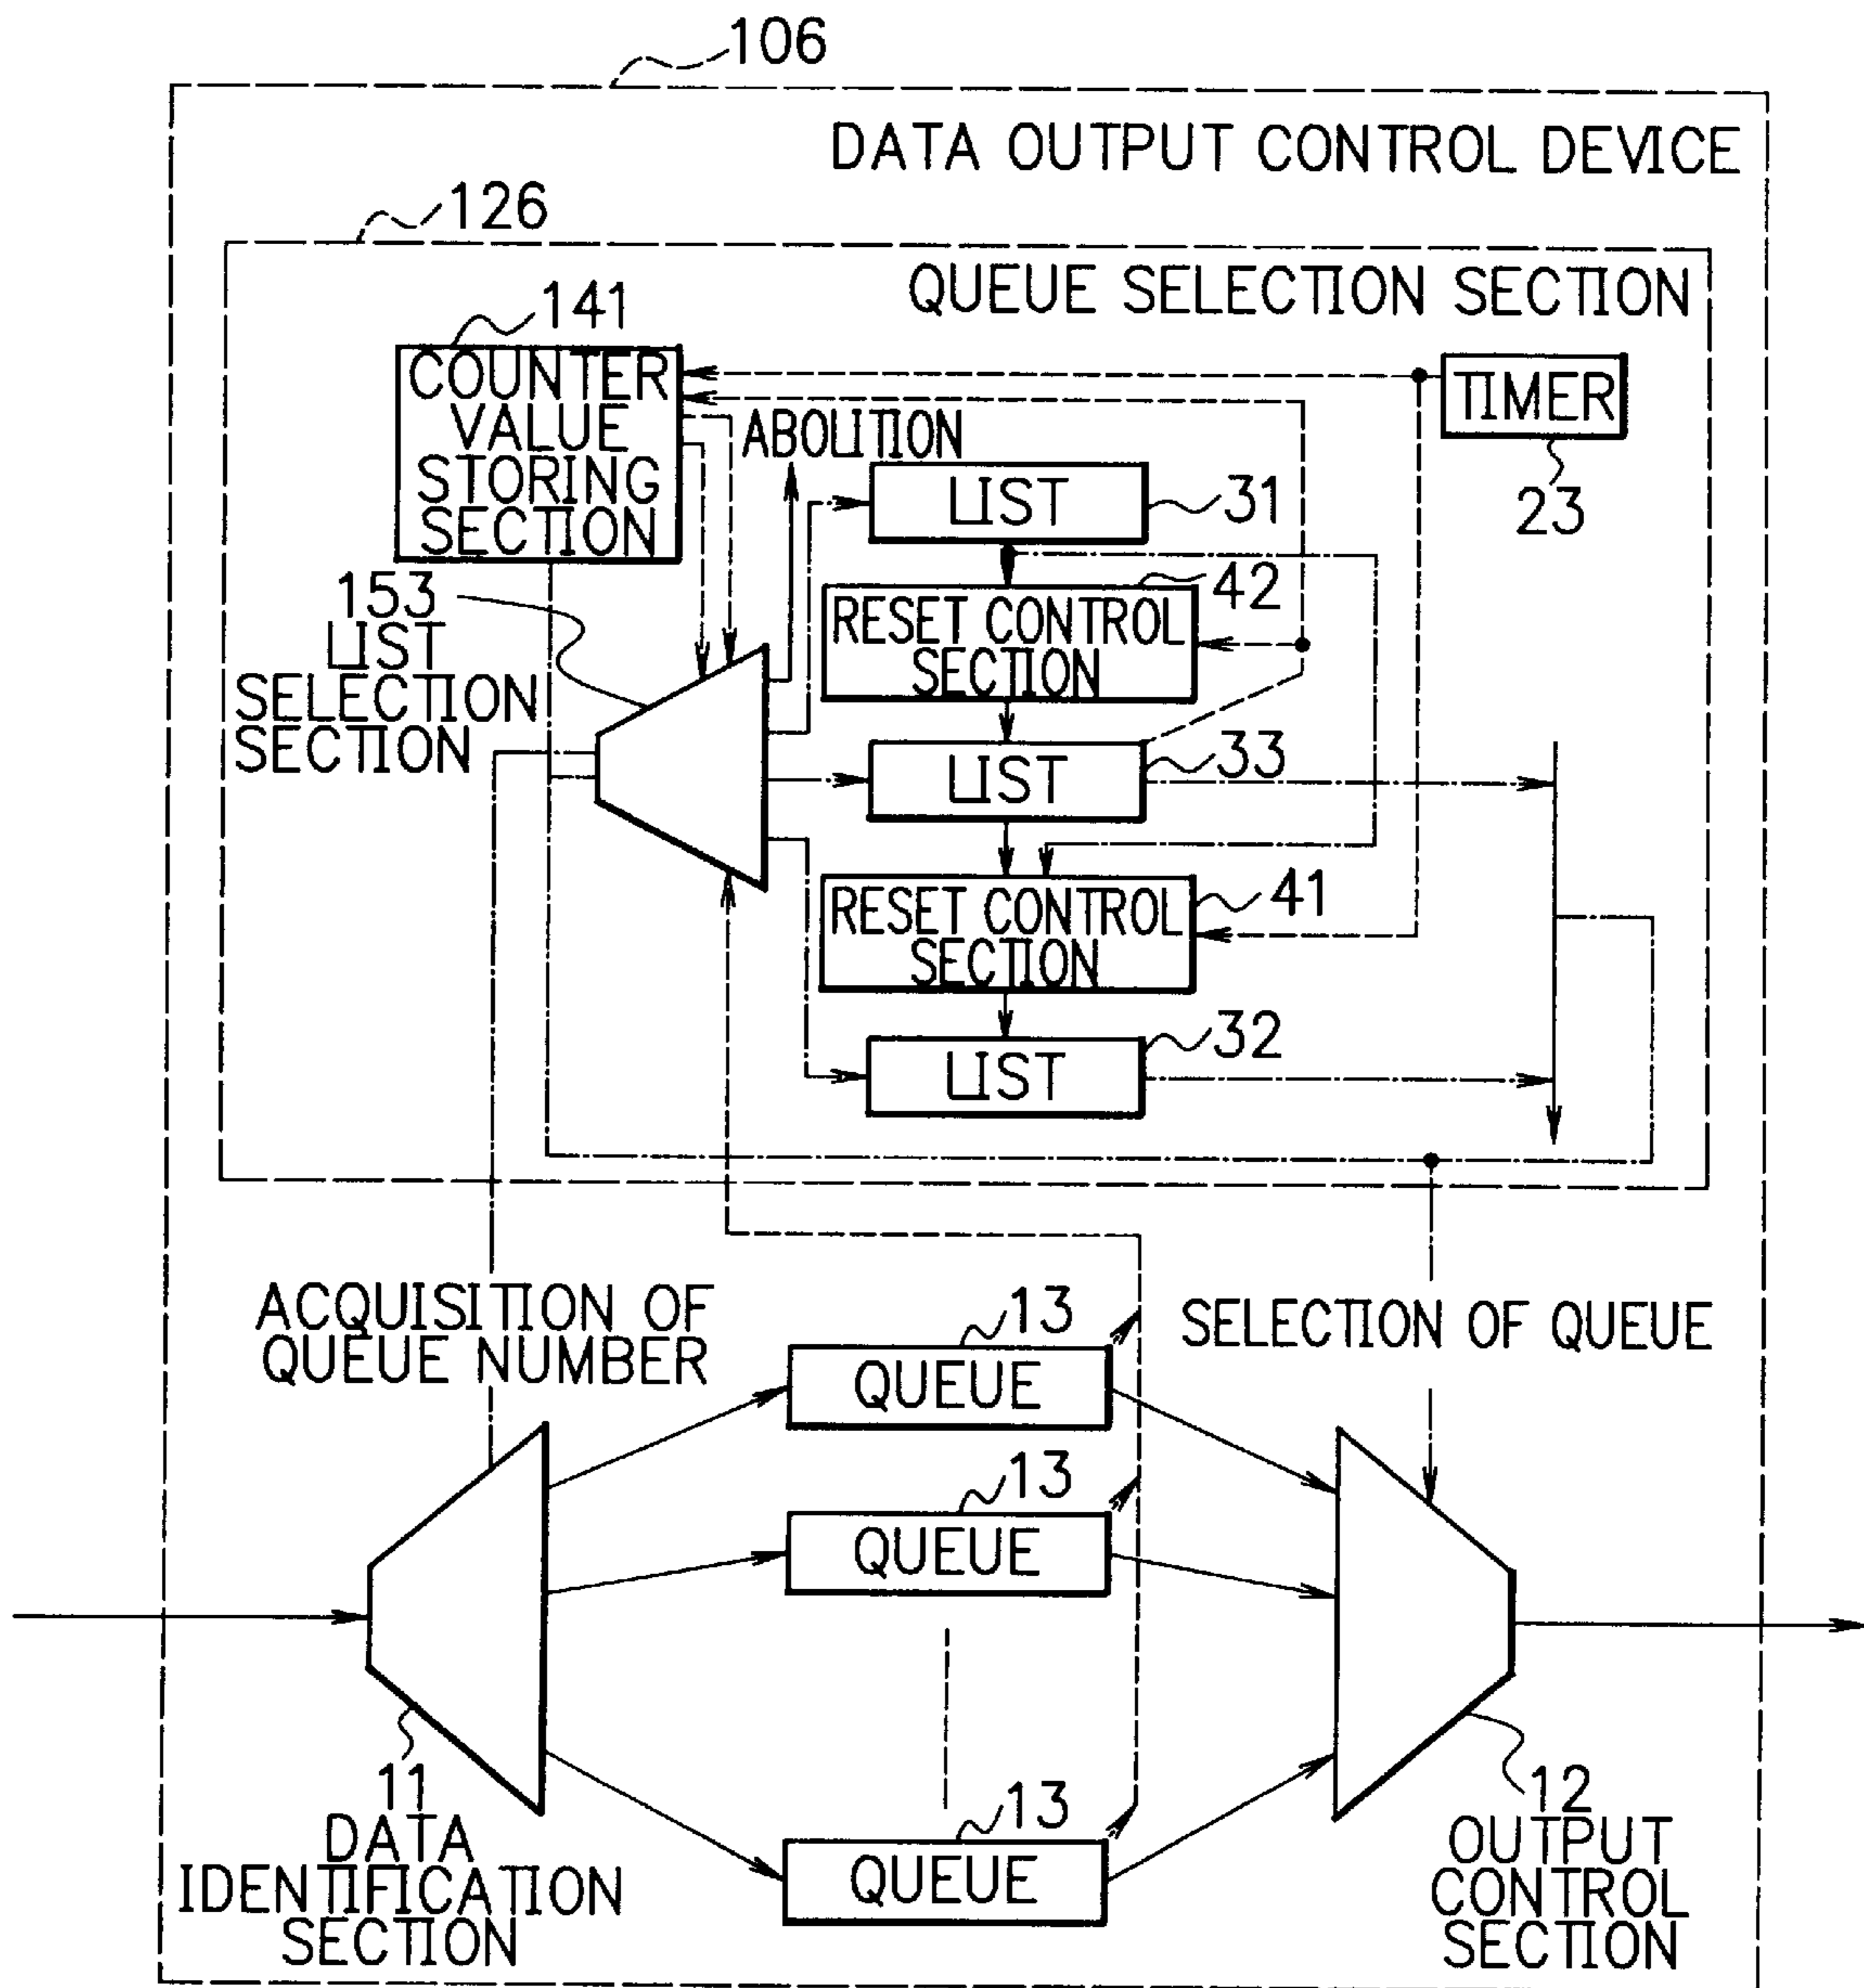 106
DATA OUTPUT CONTROL DEVICE
126
QUEUE SELECTION SECTION
141
COUNTER
VALUE
STORING
SECTION
TIMER
23
ABOLITION
LIST
31
153
LIST
SELECTION
SECTION
42
RESET CONTROL
SECTION
LIST
33
RESET CONTROL
SECTION
41
LIST
32
ACQUISITION OF
QUEUE NUMBER
SELECTION OF QUEUE
13
QUEUE
13
QUEUE
13
QUEUE
11
DATA
IDENTIFICATION
SECTION
12
OUTPUT
CONTROL
SECTION